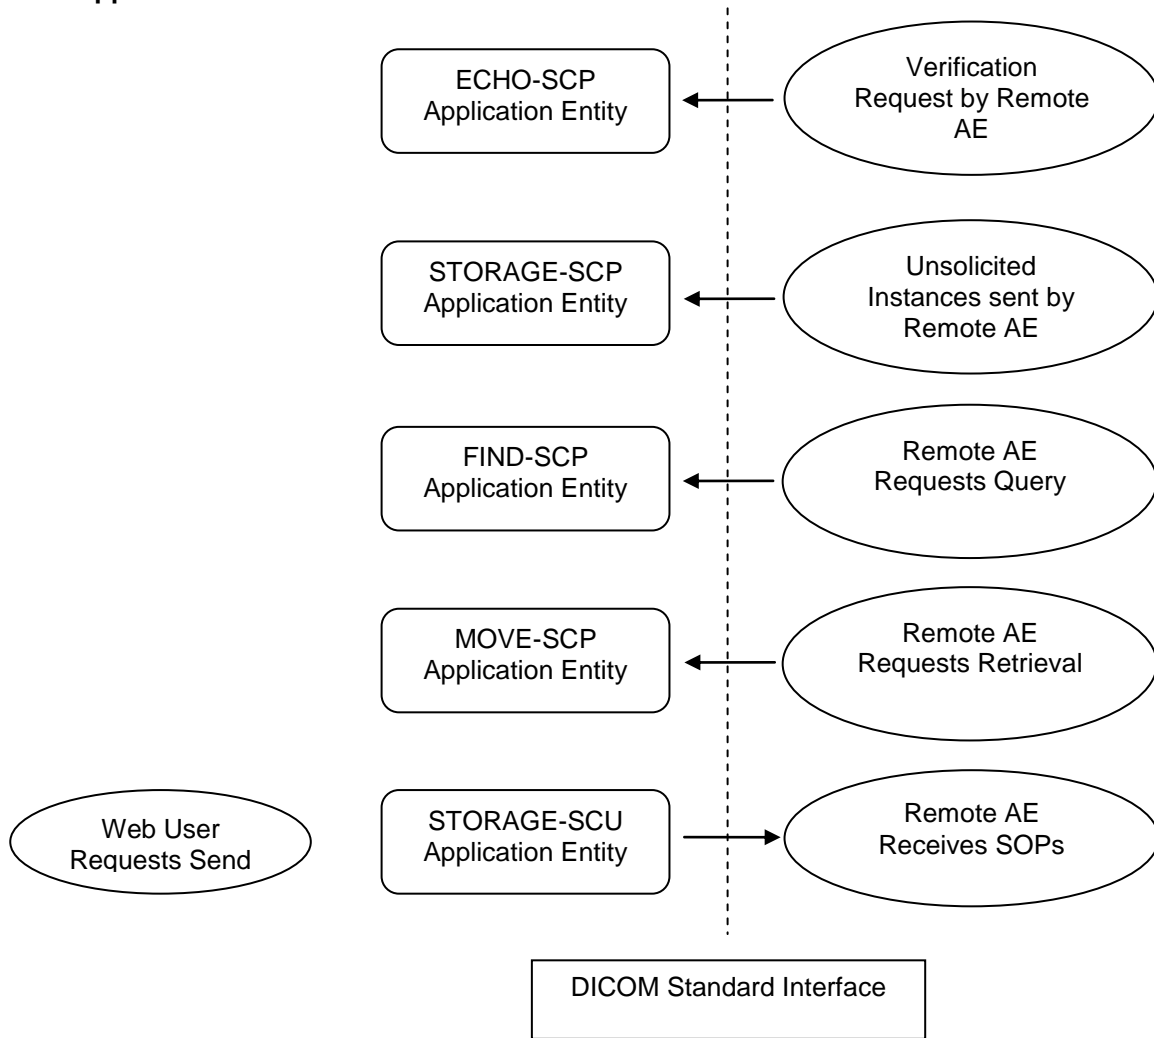 ECHO-SCP
Application Entity
Verification
Request by Remote
AE
STORAGE-SCP
Application Entity
Unsolicited
Instances sent by
Remote AE
FIND-SCP
Application Entity
Remote AE
Requests Query
MOVE-SCP
Application Entity
Remote AE
Requests Retrieval
Web User
Requests Send
STORAGE-SCU
Application Entity
Remote AE
Receives SOPs
DICOM Standard Interface